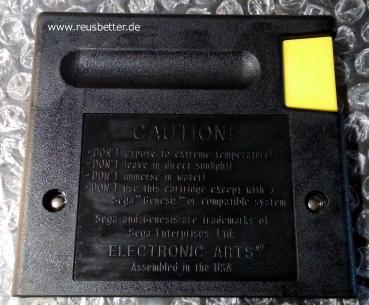 www.reusbetter.de
CAUTION!
-DON'T expose to extreme temperature!
-DON'T leave in direct sunlight!
-DON'T immerse in water!
-DON'T use this cartridge except with a
Sega™ Genesis™ or compatible system
Sega and Genesis are trademarks of
Sega Enterprises, Ltd.
ELECTRONIC ARTS®
Assembled in the USA